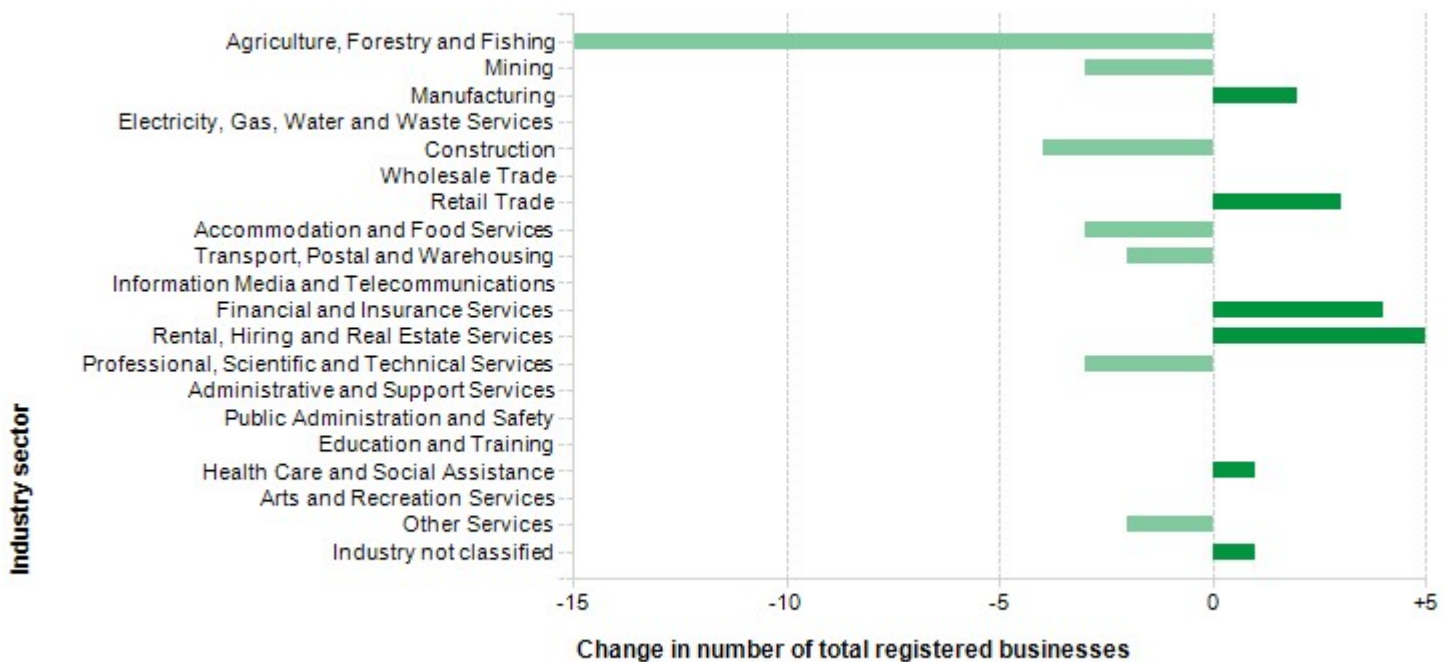 Agriculture, Forestry and Fishing
Mining
Manufacturing
Electricity, Gas, Water and Waste Services
Construction
Wholesale Trade
Retail Trade
Accommodation and Food Services
Transport, Postal and Warehousing
Information Media and Telecommunications
Financial and Insurance Services
Rental, Hiring and Real Estate Services
Professional, Scientific and Technical Services
Administrative and Support Services
Public Administration and Safety
Education and Training
Health Care and Social Assistance
Arts and Recreation Services
Other Services
Industry not classified
Industry sector
-15 -10 -5 0 +5
Change in number of total registered businesses